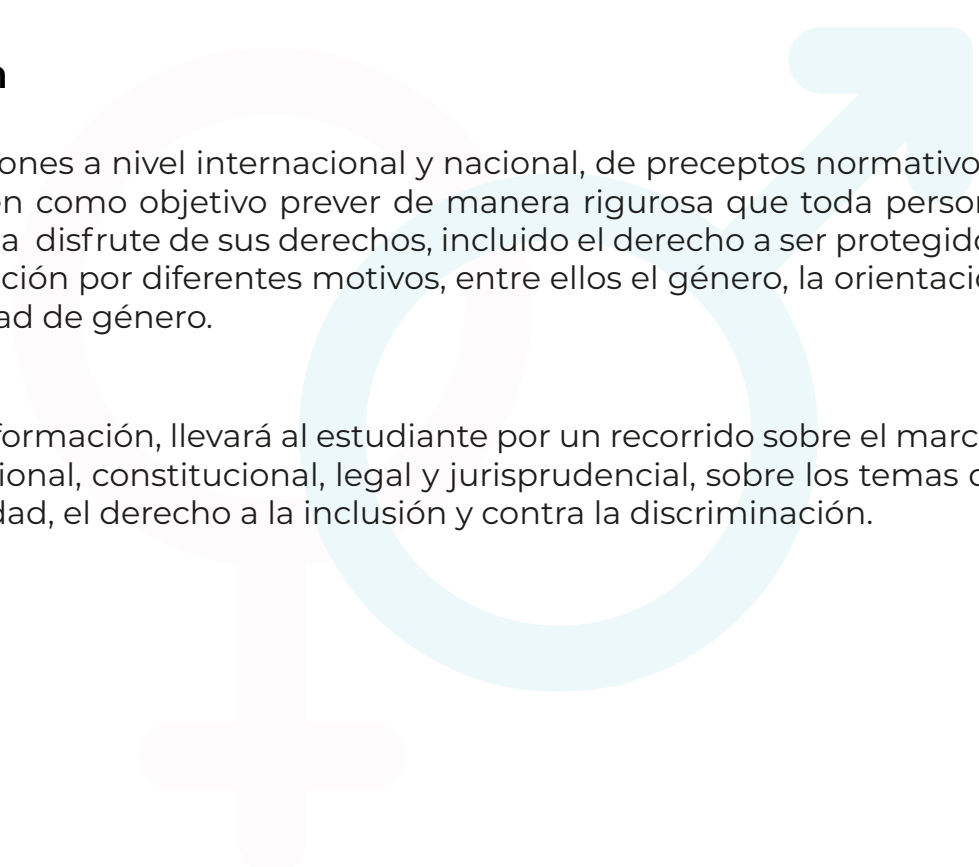 n
ones a nivel internacional y nacional, de preceptos normativo
en como objetivo prever de manera rigurosa que toda person
a disfrute de sus derechos, incluido el derecho a ser protegido
ción por diferentes motivos, entre ellos el género, la orientació
ad de género.
formación, llevará al estudiante por un recorrido sobre el marc
ional, constitucional, legal y jurisprudencial, sobre los temas d
dad, el derecho a la inclusión y contra la discriminación.